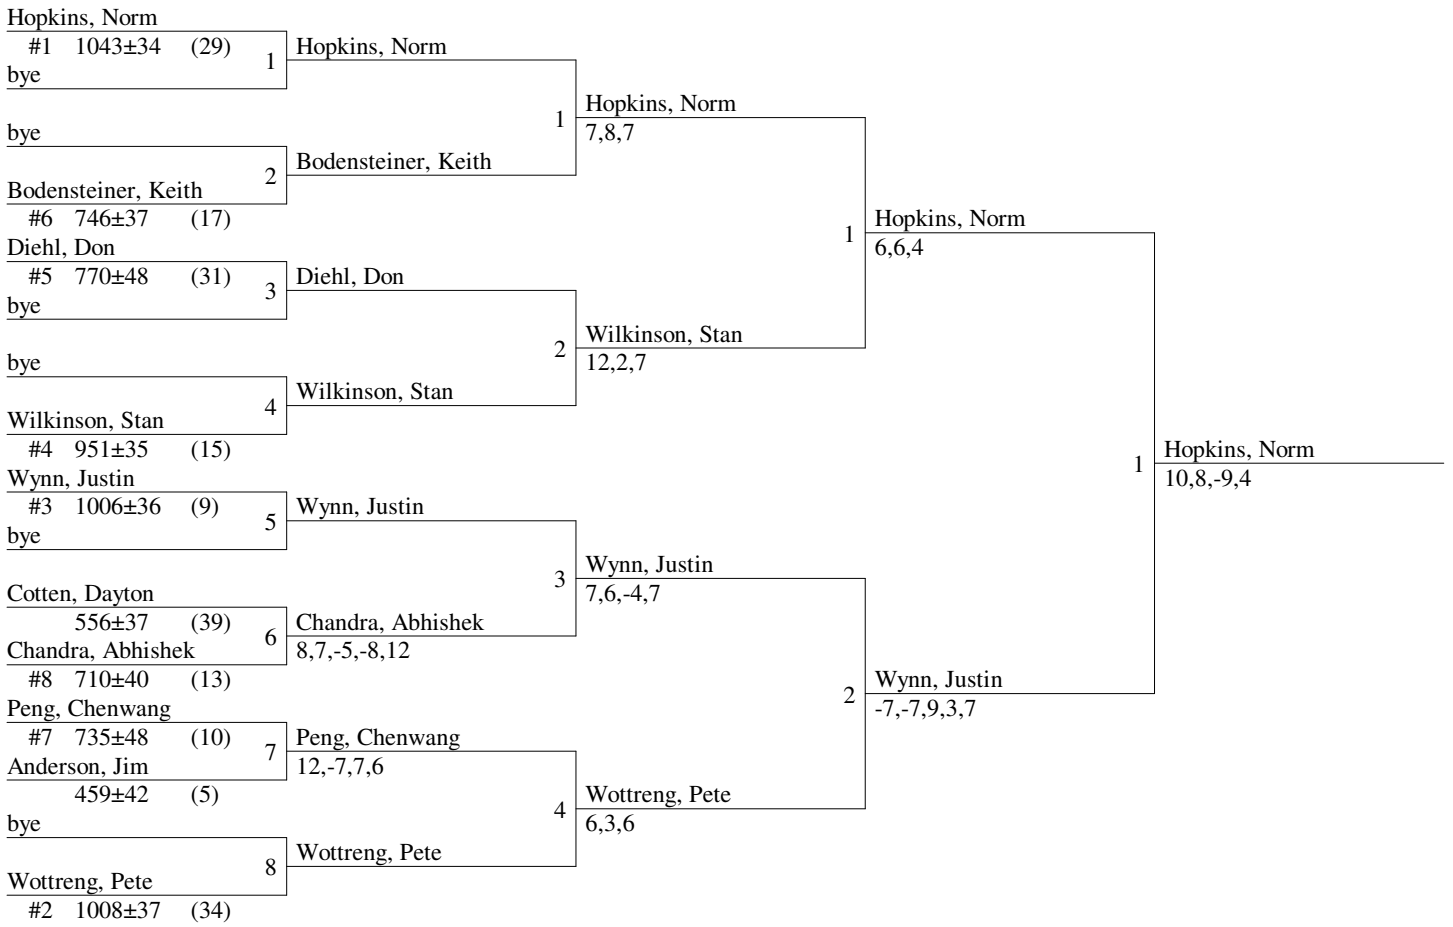 Hopkins, Norm
#1 1043±34 (29)
bye
1
Hopkins, Norm
bye
2
Bodensteiner, Keith
Bodensteiner, Keith
#6 746±37 (17)
1
Hopkins, Norm
7,8,7
Diehl, Don
#5 770±48 (31)
bye
3
Diehl, Don
bye
4
Wilkinson, Stan
Wilkinson, Stan
#4 951±35 (15)
2
Wilkinson, Stan
12,2,7
1
Hopkins, Norm
6,6,4
Wynn, Justin
#3 1006±36 (9)
bye
5
Wynn, Justin
Cotten, Dayton
556±37 (39)
Chandra, Abhishek
#8 710±40 (13)
6
Chandra, Abhishek
8,7,-5,-8,12
3
Wynn, Justin
7,6,-4,7
Peng, Chenwang
#7 735±48 (10)
Anderson, Jim
459±42 (5)
7
Peng, Chenwang
12,-7,7,6
bye
8
Wottreng, Pete
Wottreng, Pete
#2 1008±37 (34)
4
Wottreng, Pete
6,3,6
2
Wynn, Justin
-7,-7,9,3,7
1
Hopkins, Norm
10,8,-9,4